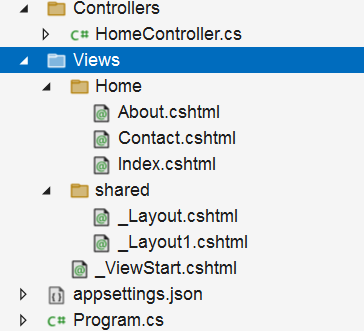 Controllers
C# HomeController.cs
Views
Home
@ About.cshtml
@ Contact.cshtml
@ Index.cshtml
shared
@ _Layout.cshtml
@ _Layout1.cshtml
@ _ViewStart.cshtml
appsettings.json
C# Program.cs